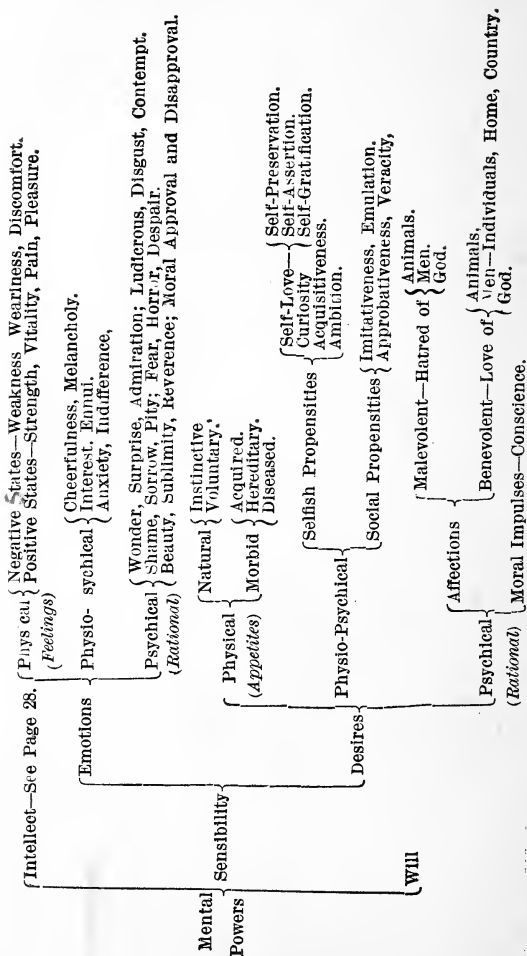 Mental Powers
Intellect—See Page 28.
Sensibility
Emotions
Phys cal
(Feelings)
Negative States—Weakness Weariness, Discomfort.
Positive States—Strength, Vitality, Pain, Pleasure.
Physio- sychical
Cheerfulness, Melancholy.
Interest, Ennui.
Anxiety, Indifference,
Psychical
(Rational)
Wonder, Surprise, Admiration; Ludicrous, Disgust, Contempt.
Shame, Sorrow, Pity; Fear, Horror, Despair.
Beauty, Sublimity, Reverence; Moral Approval and Disapproval.
Desires
Physical
(Appetites)
Natural
Instinctive
Voluntary.
Morbid
Acquired.
Hereditary.
Diseased.
Physio-Psychical
Selfish Propensities
Self-Love—
Self-Preservation.
Self-Assertion.
Self-Gratification.
Curiosity
Acquisitiveness.
Ambition.
Social Propensities
Imitativeness, Emulation.
Approbativeness, Veracity,
Psychical
(Rational)
Affections
Malevolent—Hatred of
Animals.
Men.
God.
Benevolent—Love of
Animals,
Men—Individuals, Home, Country.
God.
Moral Impulses—Conscience.
Will